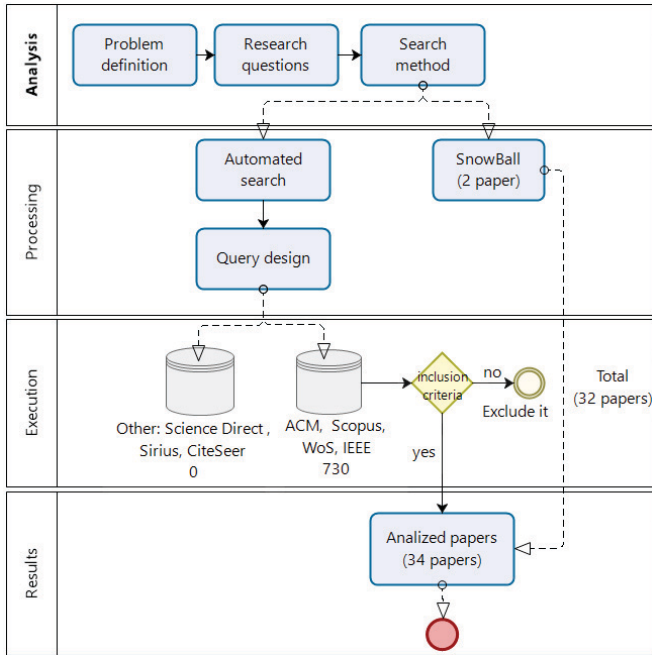 Analysis
Problem
definition
Research
questions
Search
method
Processing
Automated
search
SnowBall
(2 paper)
Query design
Execution
Other: Science Direct ,
Sirius, CiteSeer
0
ACM, Scopus,
WoS, IEEE
730
inclusion
criteria
no
Exclude it
yes
Total
(32 papers)
Results
Analized papers
(34 papers)